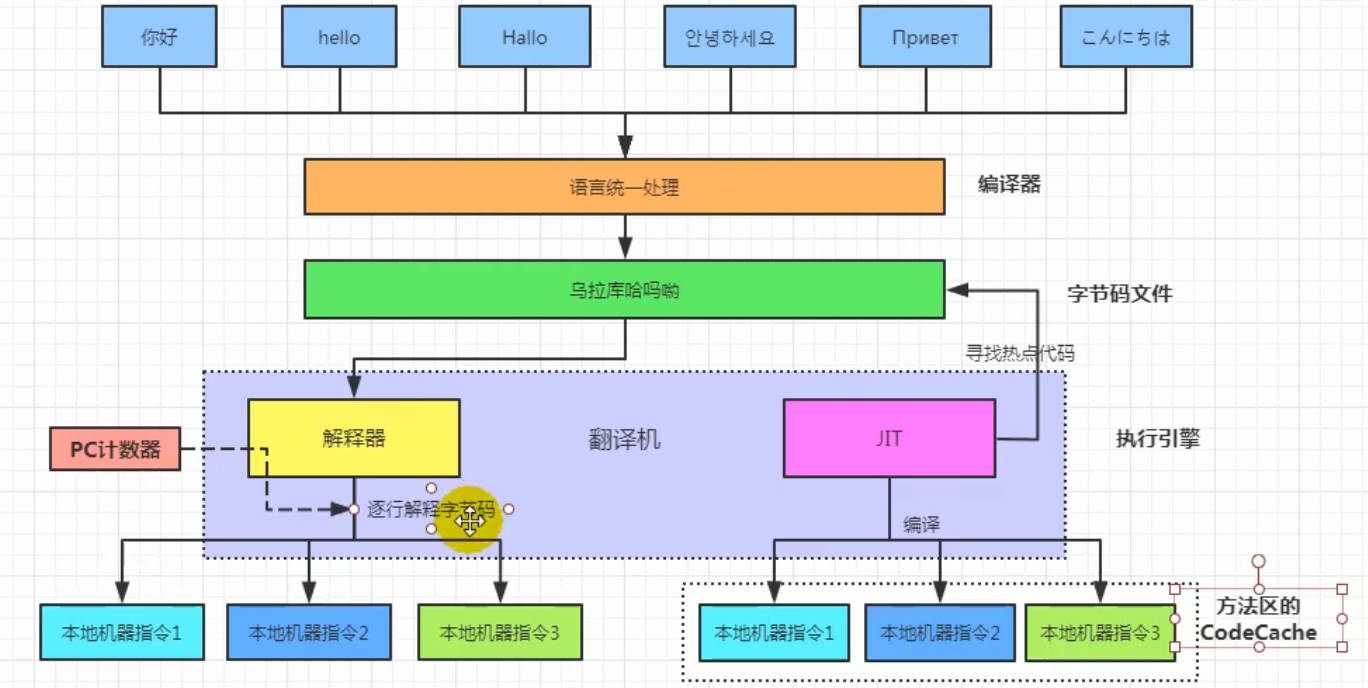 你好
hello
Hallo
안녕하세요
Привет
こんにちは
语言统一处理
编译器
乌拉库哈吗哟
字节码文件
寻找热点代码
PC计数器
解释器
翻译机
JIT
执行引擎
逐行解释字节码
编译
本地机器指令1
本地机器指令2
本地机器指令3
本地机器指令1
本地机器指令2
本地机器指令3
方法区的
CodeCache